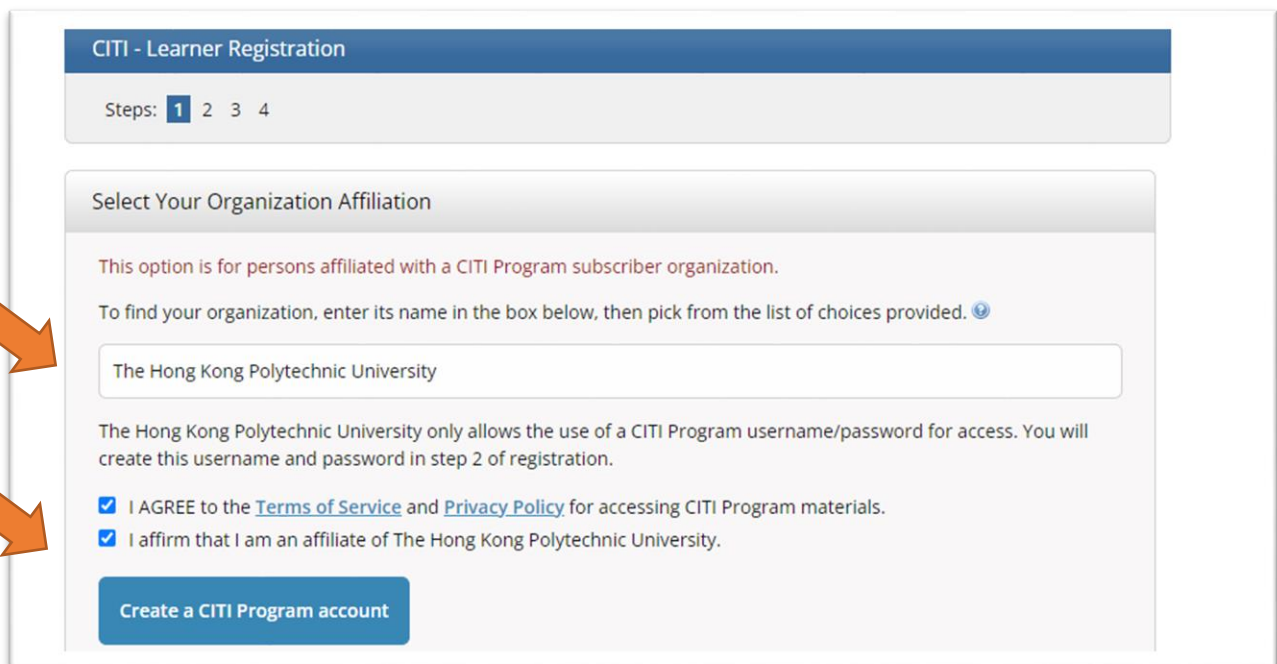 CITI - Learner Registration
Steps: 1 2 3 4
Select Your Organization Affiliation
This option is for persons affiliated with a CITI Program subscriber organization.
To find your organization, enter its name in the box below, then pick from the list of choices provided.
The Hong Kong Polytechnic University
The Hong Kong Polytechnic University only allows the use of a CITI Program username/password for access. You will
create this username and password in step 2 of registration.
I AGREE to the Terms of Service and Privacy Policy for accessing CITI Program materials.
I affirm that I am an affiliate of The Hong Kong Polytechnic University.
Create a CITI Program account